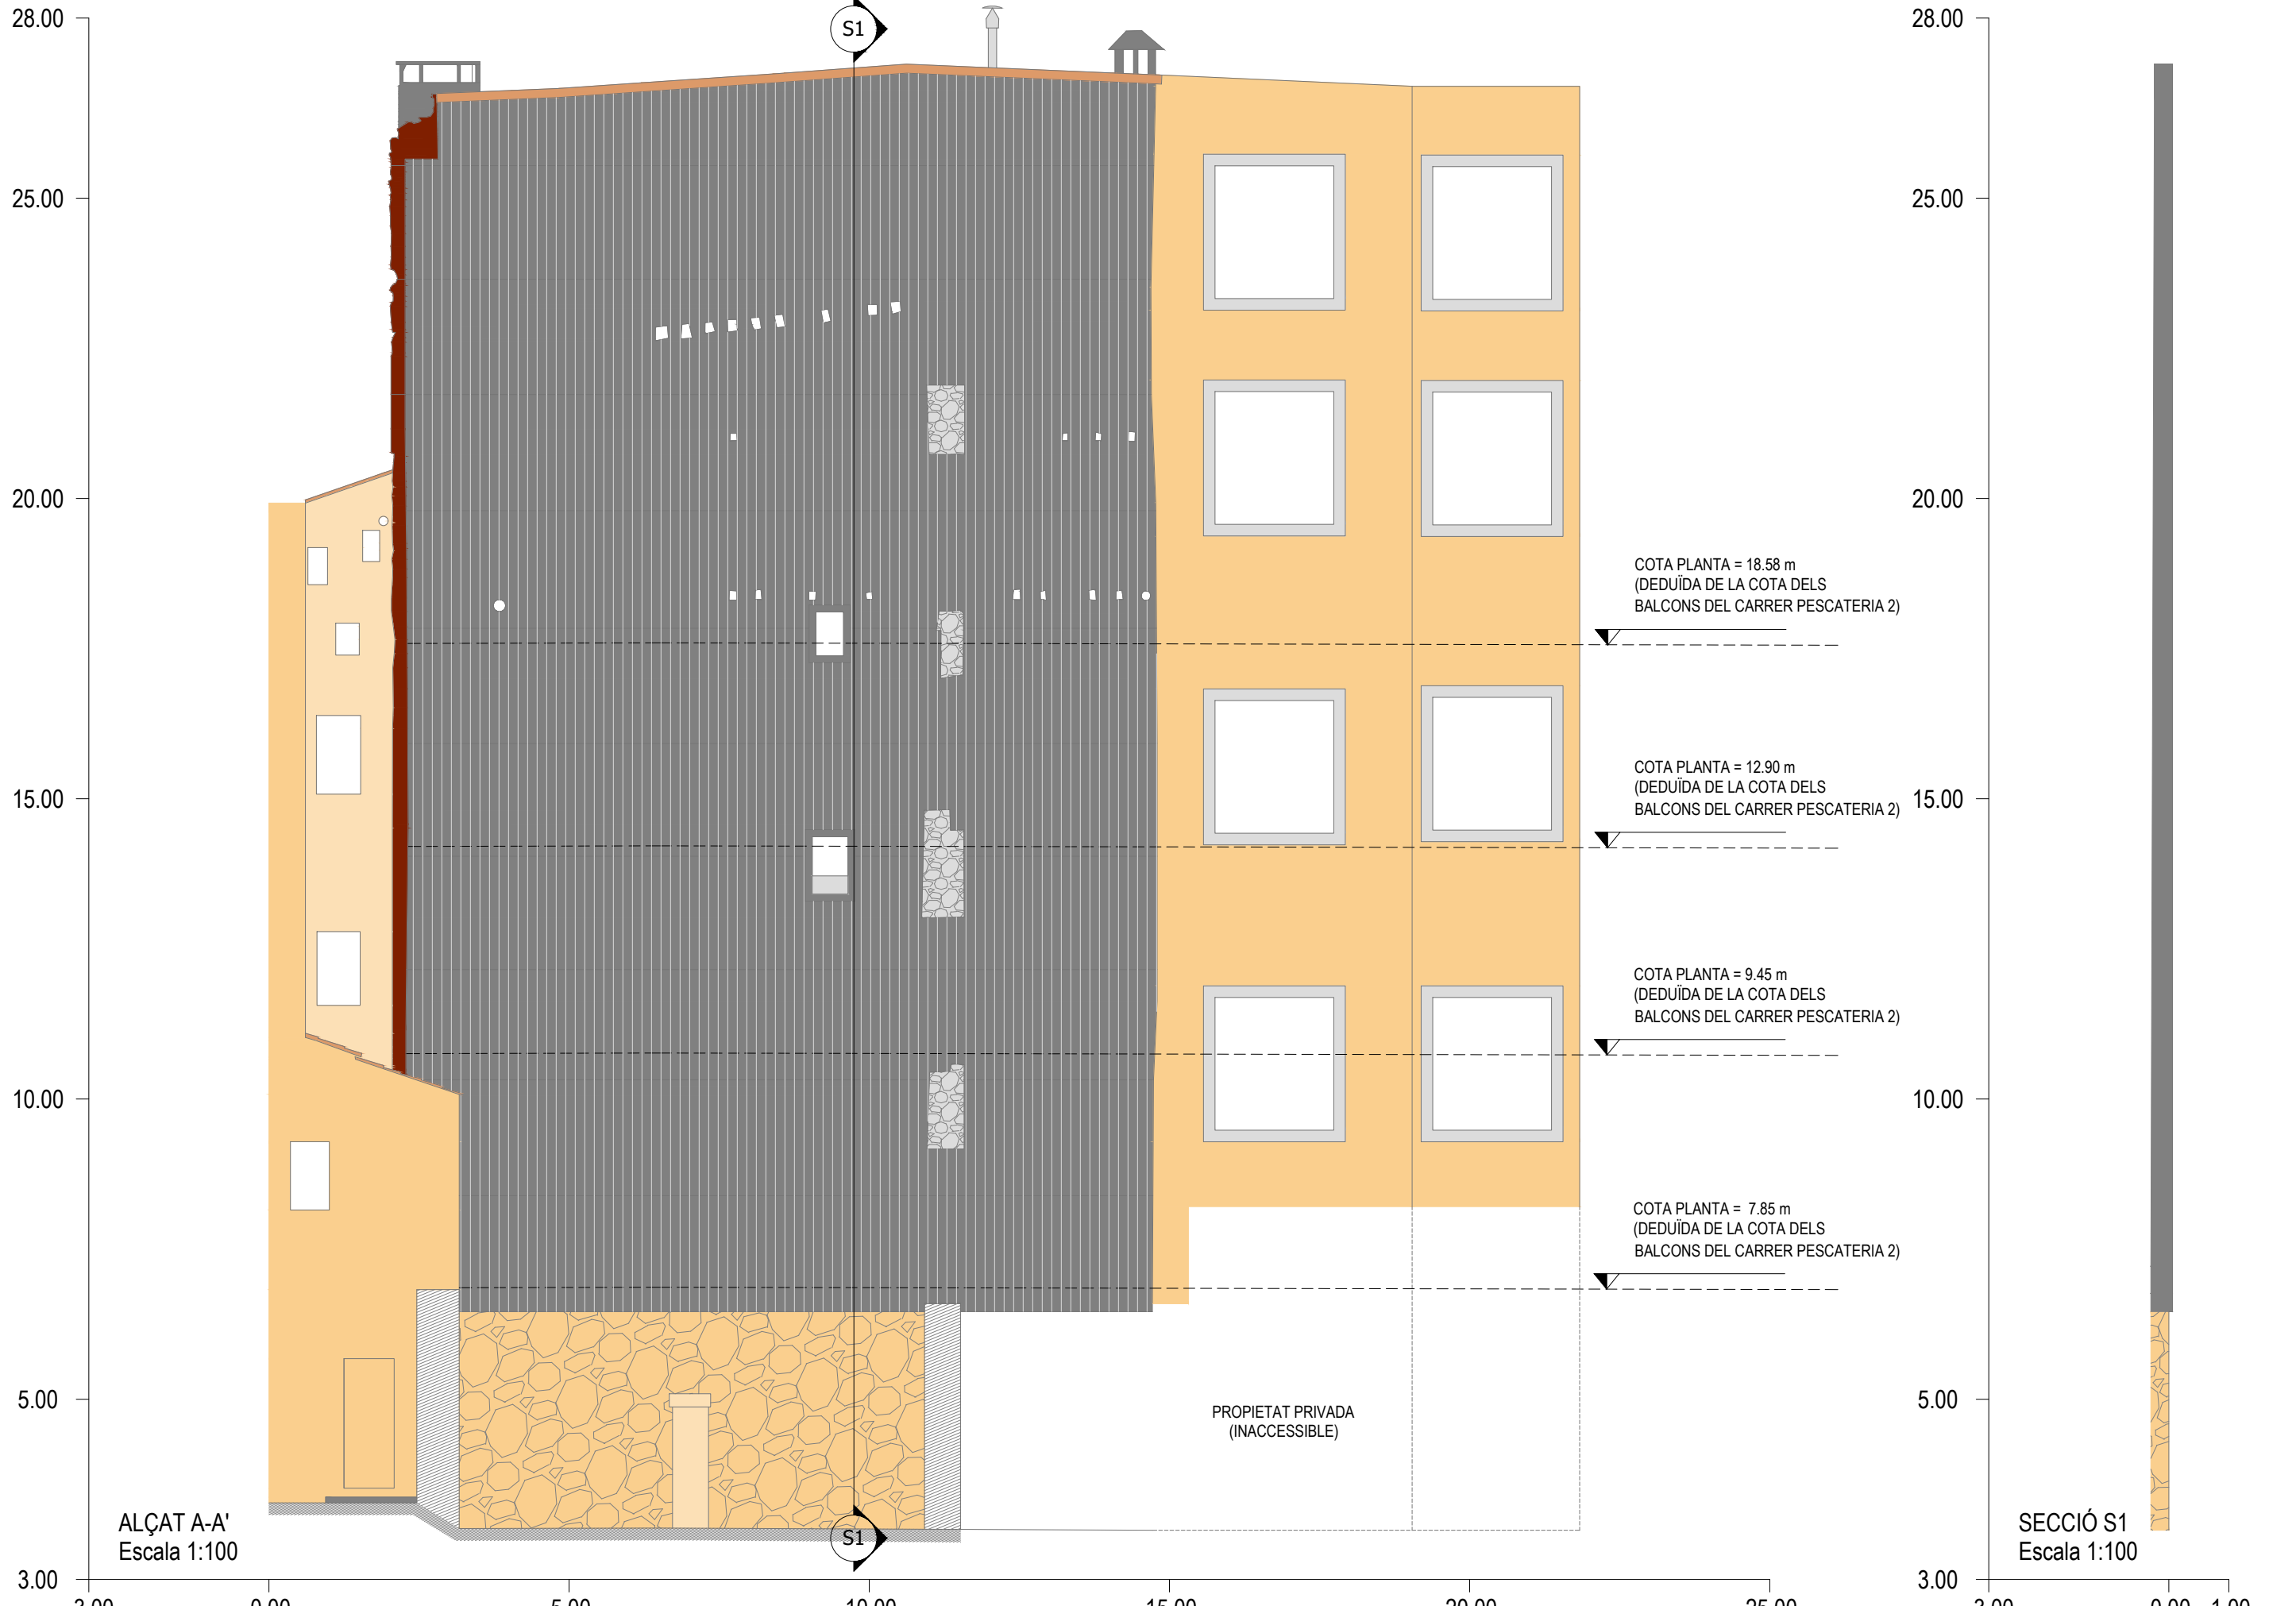 28.00
25.00
20.00
15.00
10.00
5.00
3.00
S1
S1
COTA PLANTA = 18.58 m
(DEDUÏDA DE LA COTA DELS
BALCONS DEL CARRER PESCATERIA 2)
COTA PLANTA = 12.90 m
(DEDUÏDA DE LA COTA DELS
BALCONS DEL CARRER PESCATERIA 2)
COTA PLANTA = 9.45 m
(DEDUÏDA DE LA COTA DELS
BALCONS DEL CARRER PESCATERIA 2)
COTA PLANTA = 7.85 m
(DEDUÏDA DE LA COTA DELS
BALCONS DEL CARRER PESCATERIA 2)
PROPIETAT PRIVADA
(INACCESSIBLE)
ALÇAT A-A'
Escala 1:100
28.00
25.00
20.00
15.00
10.00
5.00
3.00
SECCIÓ S1
Escala 1:100